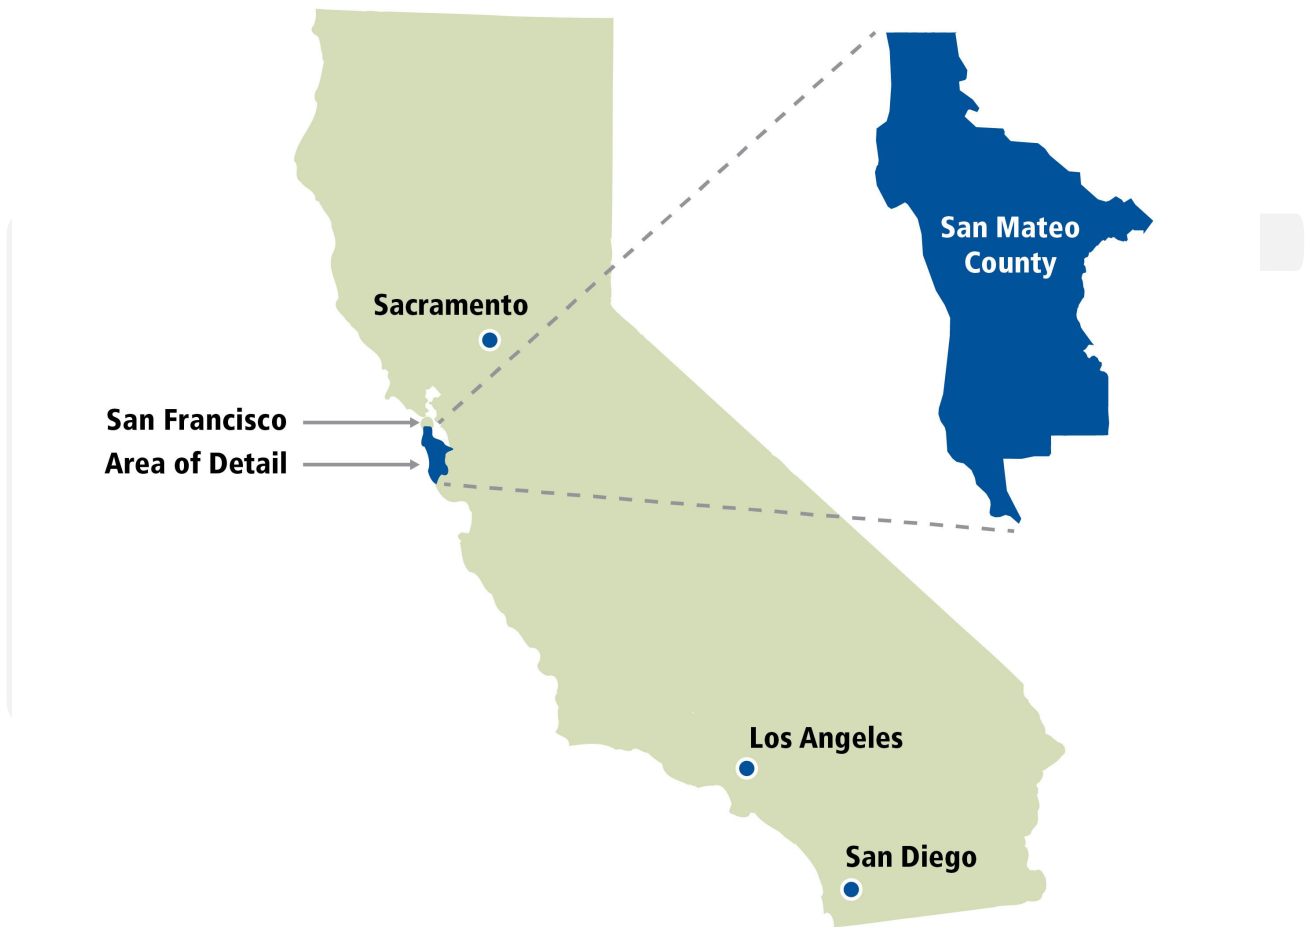 San Mateo
County
Sacramento
San Francisco
Area of Detail
Los Angeles
San Diego